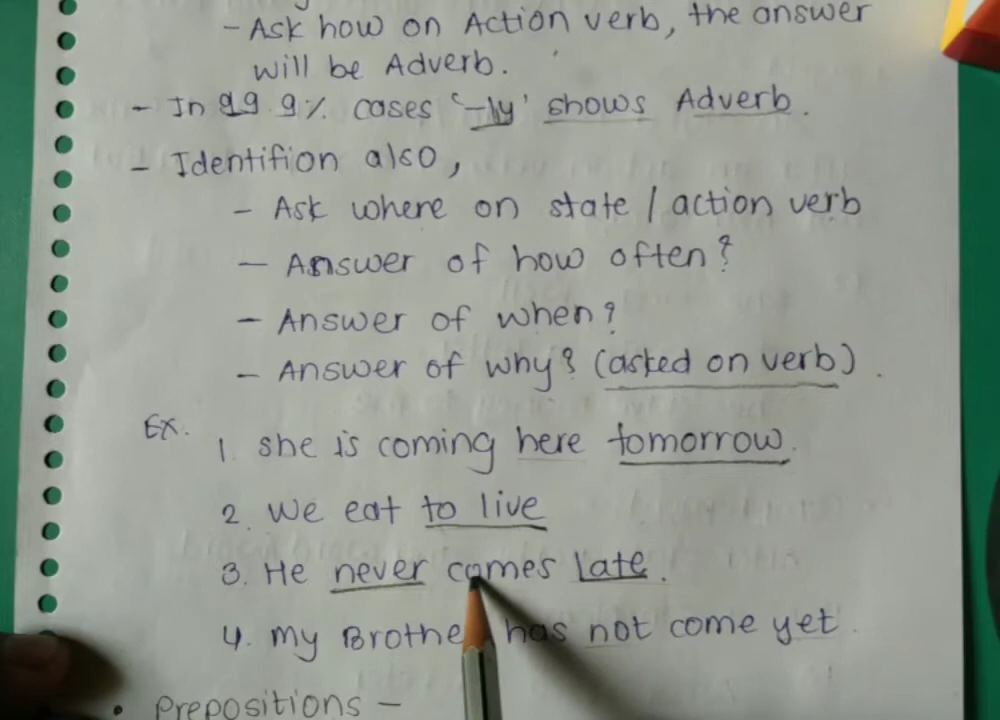 - Ask how on Action verb, the answer
will be Adverb.
- In 99.9% cases '-ly' shows Adverb.
- Identifion also,
- Ask where on state / action verb
- Answer of how often?
- Answer of when?
- Answer of why? (asked on verb).
Ex.
1. she is coming here tomorrow.
2. We eat to live
3. He never comes late.
4. My Brothe has not come yet.
• Prepositions -